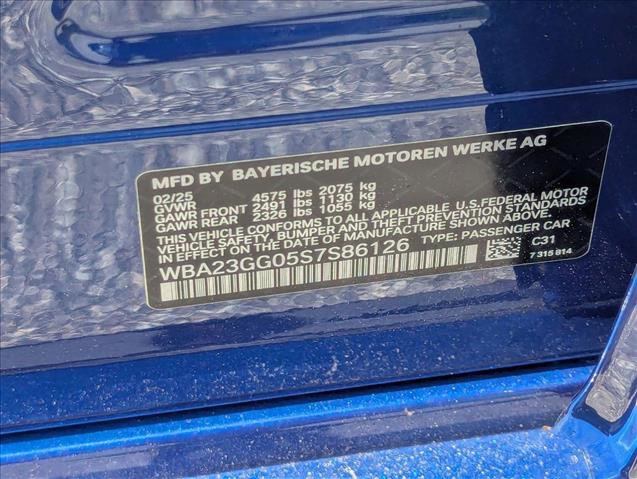 MFD BY BAYERISCHE MOTOREN WERKE AG
02/25
GVWR 4575 lbs 2075 kg
GAWR FRONT 2491 lbs 1130 kg
GAWR REAR 2326 lbs 1055 kg
THIS VEHICLE CONFORMS TO ALL APPLICABLE U.S. FEDERAL MOTOR
VEHICLE SAFETY, BUMPER AND THEFT PREVENTION STANDARDS
IN EFFECT ON THE DATE OF MANUFACTURE SHOWN ABOVE
WBA23GG05S7S86126 TYPE: PASSENGER CAR
C31
7 315 814